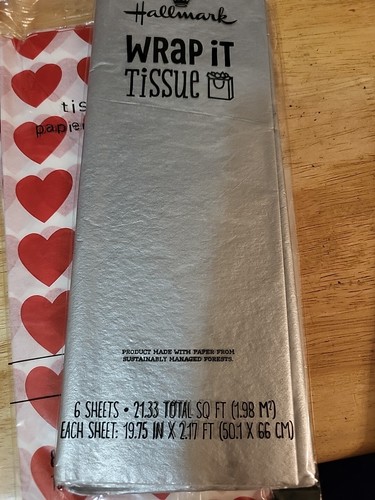 Hallmark
WRAP iT
TiSSUE
tis
papie
PRODUCT MADE WITH PAPER FROM
SUSTAINABLY MANAGED FORESTS.
6 SHEETS • 21.33 TOTAL SQ FT (1.98 M²)
EACH SHEET: 19.75 IN X 2.17 FT (50.1 X 66 CM)